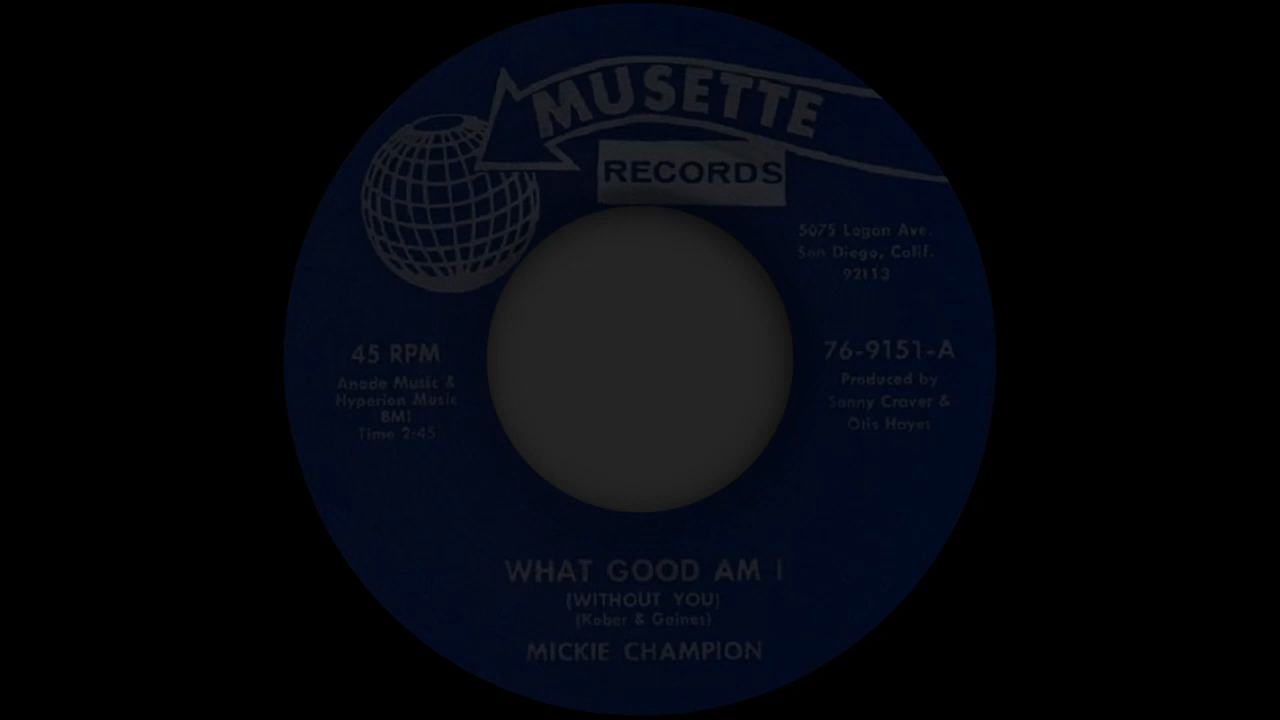 MUSETTE
RECORDS
5075 Logan Ave.
San Diego, Calif.
92113
45 RPM
Anode Music &
Hyperion Music
BMI
Time 2:45
76-9151-A
Produced by
Sonny Craver &
Otis Hayes
WHAT GOOD AM I
(WITHOUT YOU)
(Kober & Gaines)
MICKIE CHAMPION